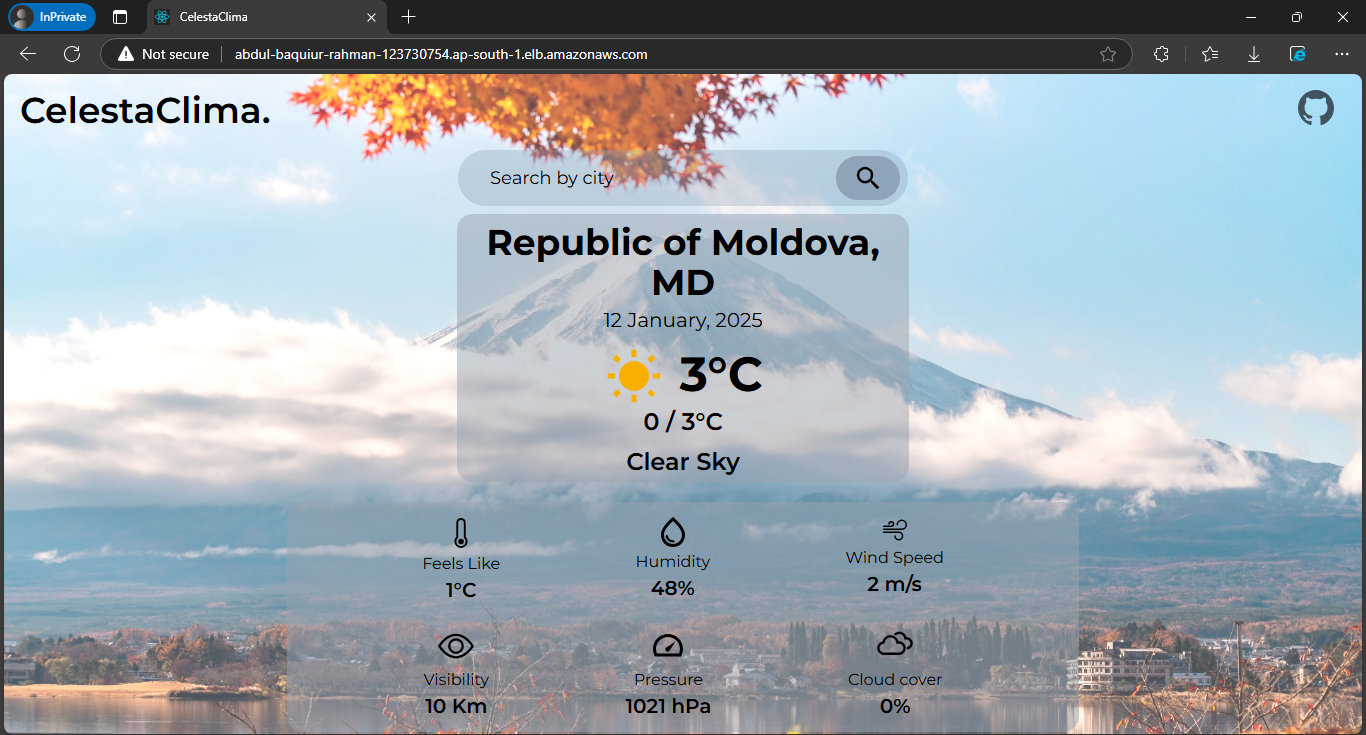 InPrivate
CelestaClima
Not secure
abdul-baquiur-rahman-123730754.ap-south-1.elb.amazonaws.com
CelestaClima.
Search by city
Republic of Moldova,
MD
12 January, 2025
3°C
0 / 3°C
Clear Sky
Feels Like
1°C
Humidity
48%
Wind Speed
2 m/s
Visibility
10 Km
Pressure
1021 hPa
Cloud cover
0%